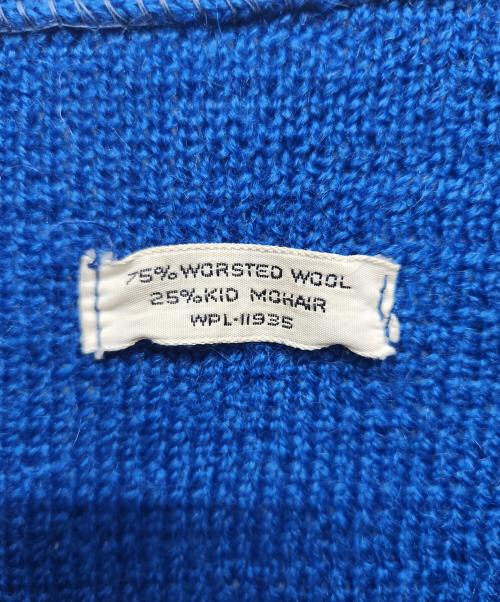 75% WORSTED WOOL
25% KID MOHAIR
WPL-11935